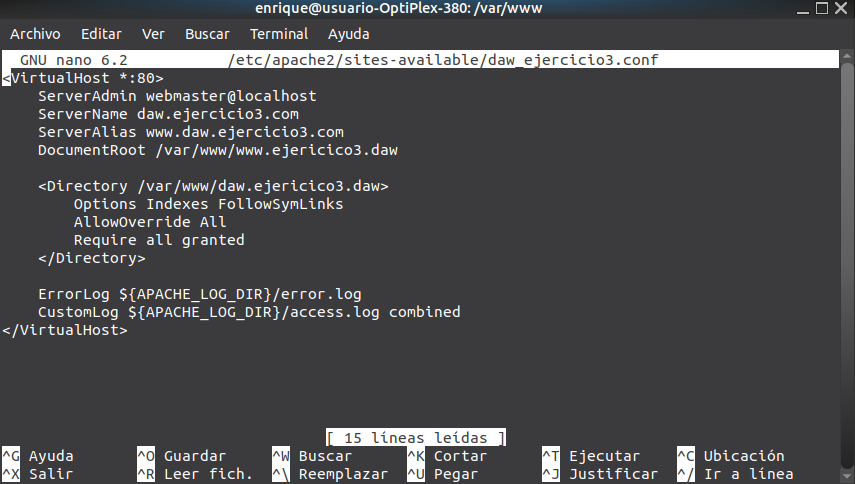 enrique@usuario-OptiPlex-380: /var/www
Archivo Editar Ver Buscar Terminal Ayuda
GNU nano 6.2 /etc/apache2/sites-available/daw_ejercicio3.conf
<VirtualHost *:80>
    ServerAdmin webmaster@localhost
    ServerName daw.ejercicio3.com
    ServerAlias www.daw.ejercicio3.com
    DocumentRoot /var/www/www.ejericico3.daw

    <Directory /var/www/daw.ejericico3.daw>
        Options Indexes FollowSymLinks
        AllowOverride All
        Require all granted
    </Directory>

    ErrorLog ${APACHE_LOG_DIR}/error.log
    CustomLog ${APACHE_LOG_DIR}/access.log combined
</VirtualHost>
[ 15 líneas leídas ]
^G Ayuda ^O Guardar ^W Buscar ^K Cortar ^T Ejecutar ^C Ubicación
^X Salir ^R Leer fich. ^\ Reemplazar ^U Pegar ^J Justificar ^/ Ir a línea